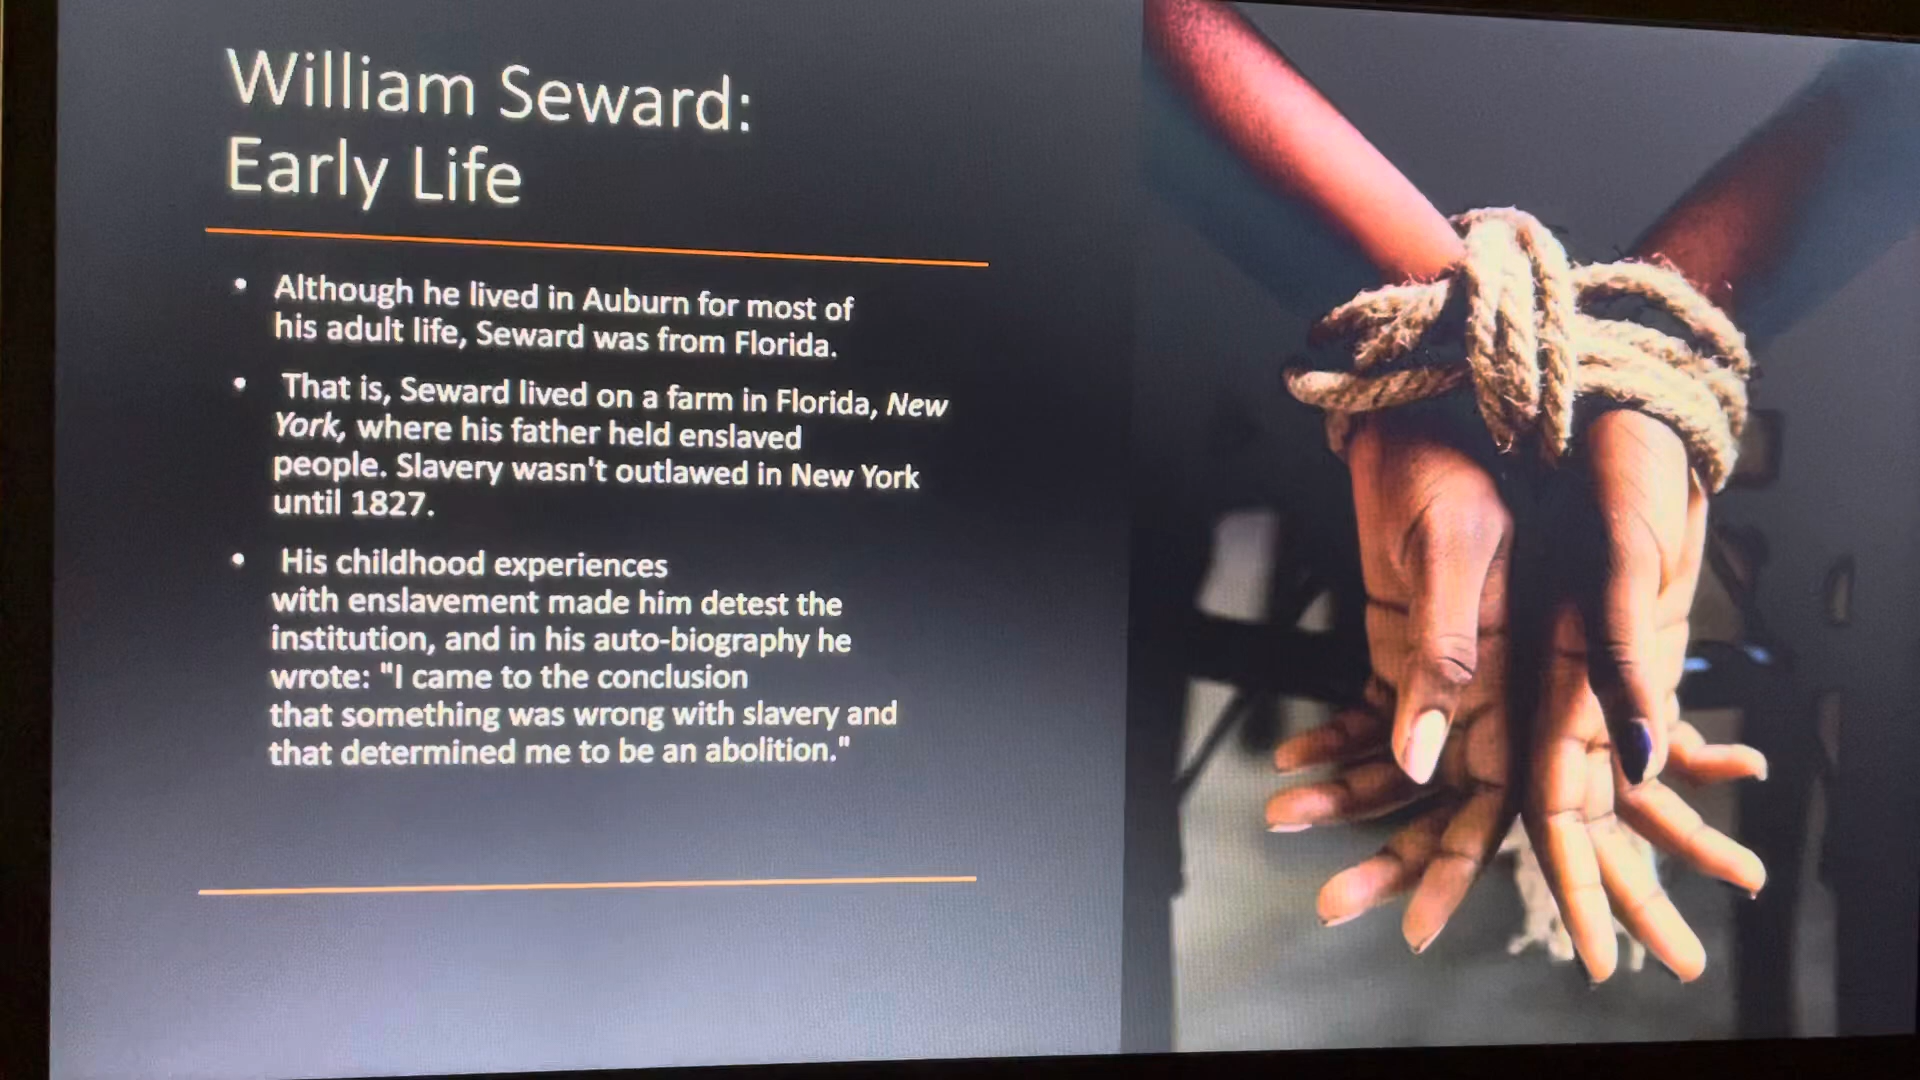 William Seward:
Early Life
• Although he lived in Auburn for most of
his adult life, Seward was from Florida.
• That is, Seward lived on a farm in Florida, New
York, where his father held enslaved
people. Slavery wasn't outlawed in New York
until 1827.
• His childhood experiences
with enslavement made him detest the
institution, and in his auto-biography he
wrote: "I came to the conclusion
that something was wrong with slavery and
that determined me to be an abolition."